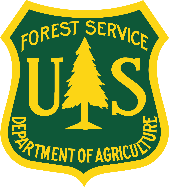 FOREST SERVICE
U S
DEPARTMENT OF AGRICULTURE